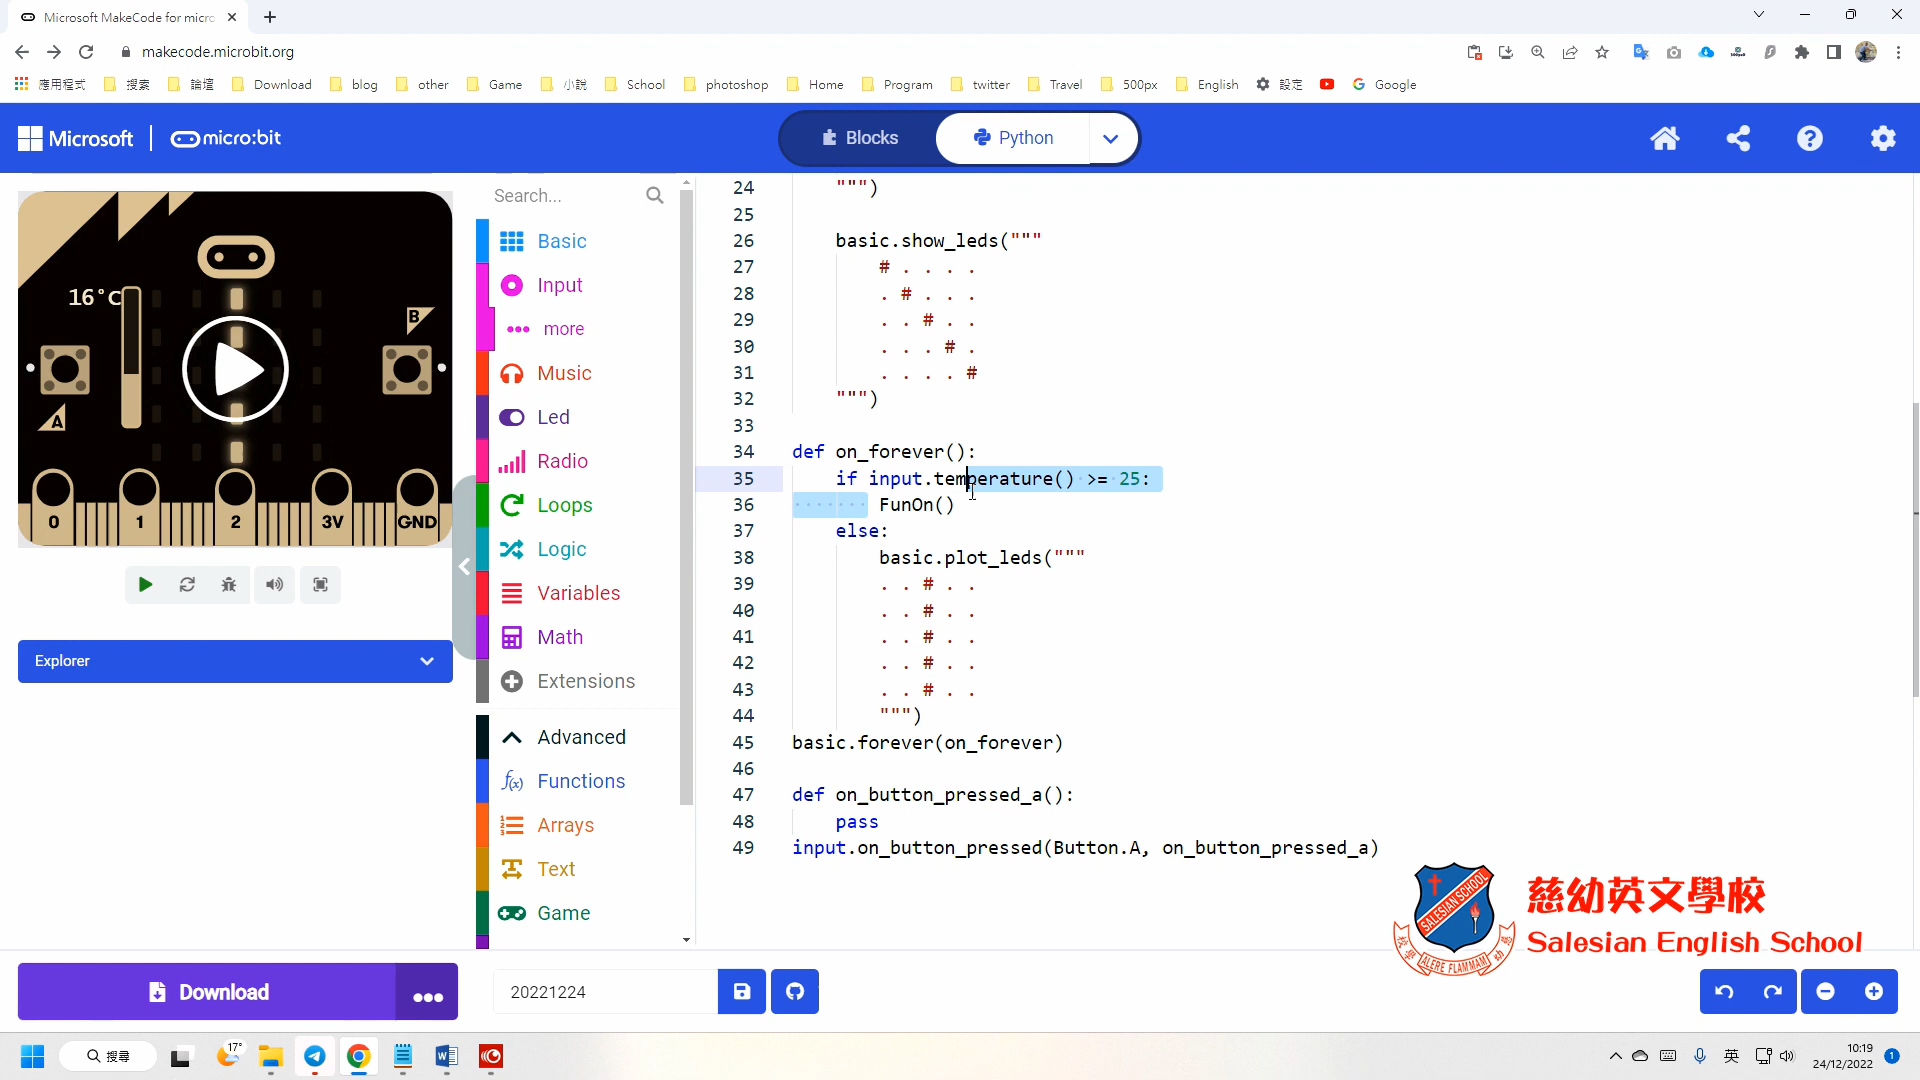 Microsoft MakeCode for micro
makecode.microbit.org
應用程式 搜索 論壇 Download blog other Game 小說 School photoshop Home Program twitter Travel 500px English 設定 Google
Microsoft | micro:bit
Blocks Python
Search...
Basic
Input
more
Music
Led
Radio
Loops
Logic
Variables
Math
Extensions
Advanced
Functions
Arrays
Text
Game
16°C
A
B
0 1 2 3V GND
Explorer
24 """)
25
26 basic.show_leds("""
27 # . . . .
28 . # . . .
29 . . # . .
30 . . . # .
31 . . . . #
32 """)
33
34 def on_forever():
35 if input.temperature() >= 25:
36 FunOn()
37 else:
38 basic.plot_leds("""
39 . . # . .
40 . . # . .
41 . . # . .
42 . . # . .
43 . . # . .
44 """)
45 basic.forever(on_forever)
46
47 def on_button_pressed_a():
48 pass
49 input.on_button_pressed(Button.A, on_button_pressed_a)
SALESIAN SCHOOL
ALERE FLAMMAM
慈幼英文學校
Salesian English School
Download
20221224
17°
搜尋
英
10:19
24/12/2022
1